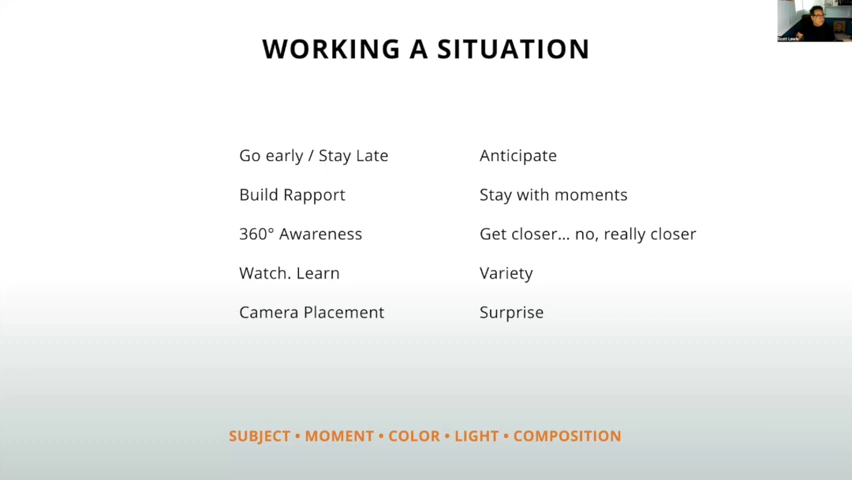 WORKING A SITUATION
Go early / Stay Late
Build Rapport
360° Awareness
Watch. Learn
Camera Placement
Anticipate
Stay with moments
Get closer... no, really closer
Variety
Surprise
SUBJECT • MOMENT • COLOR • LIGHT • COMPOSITION